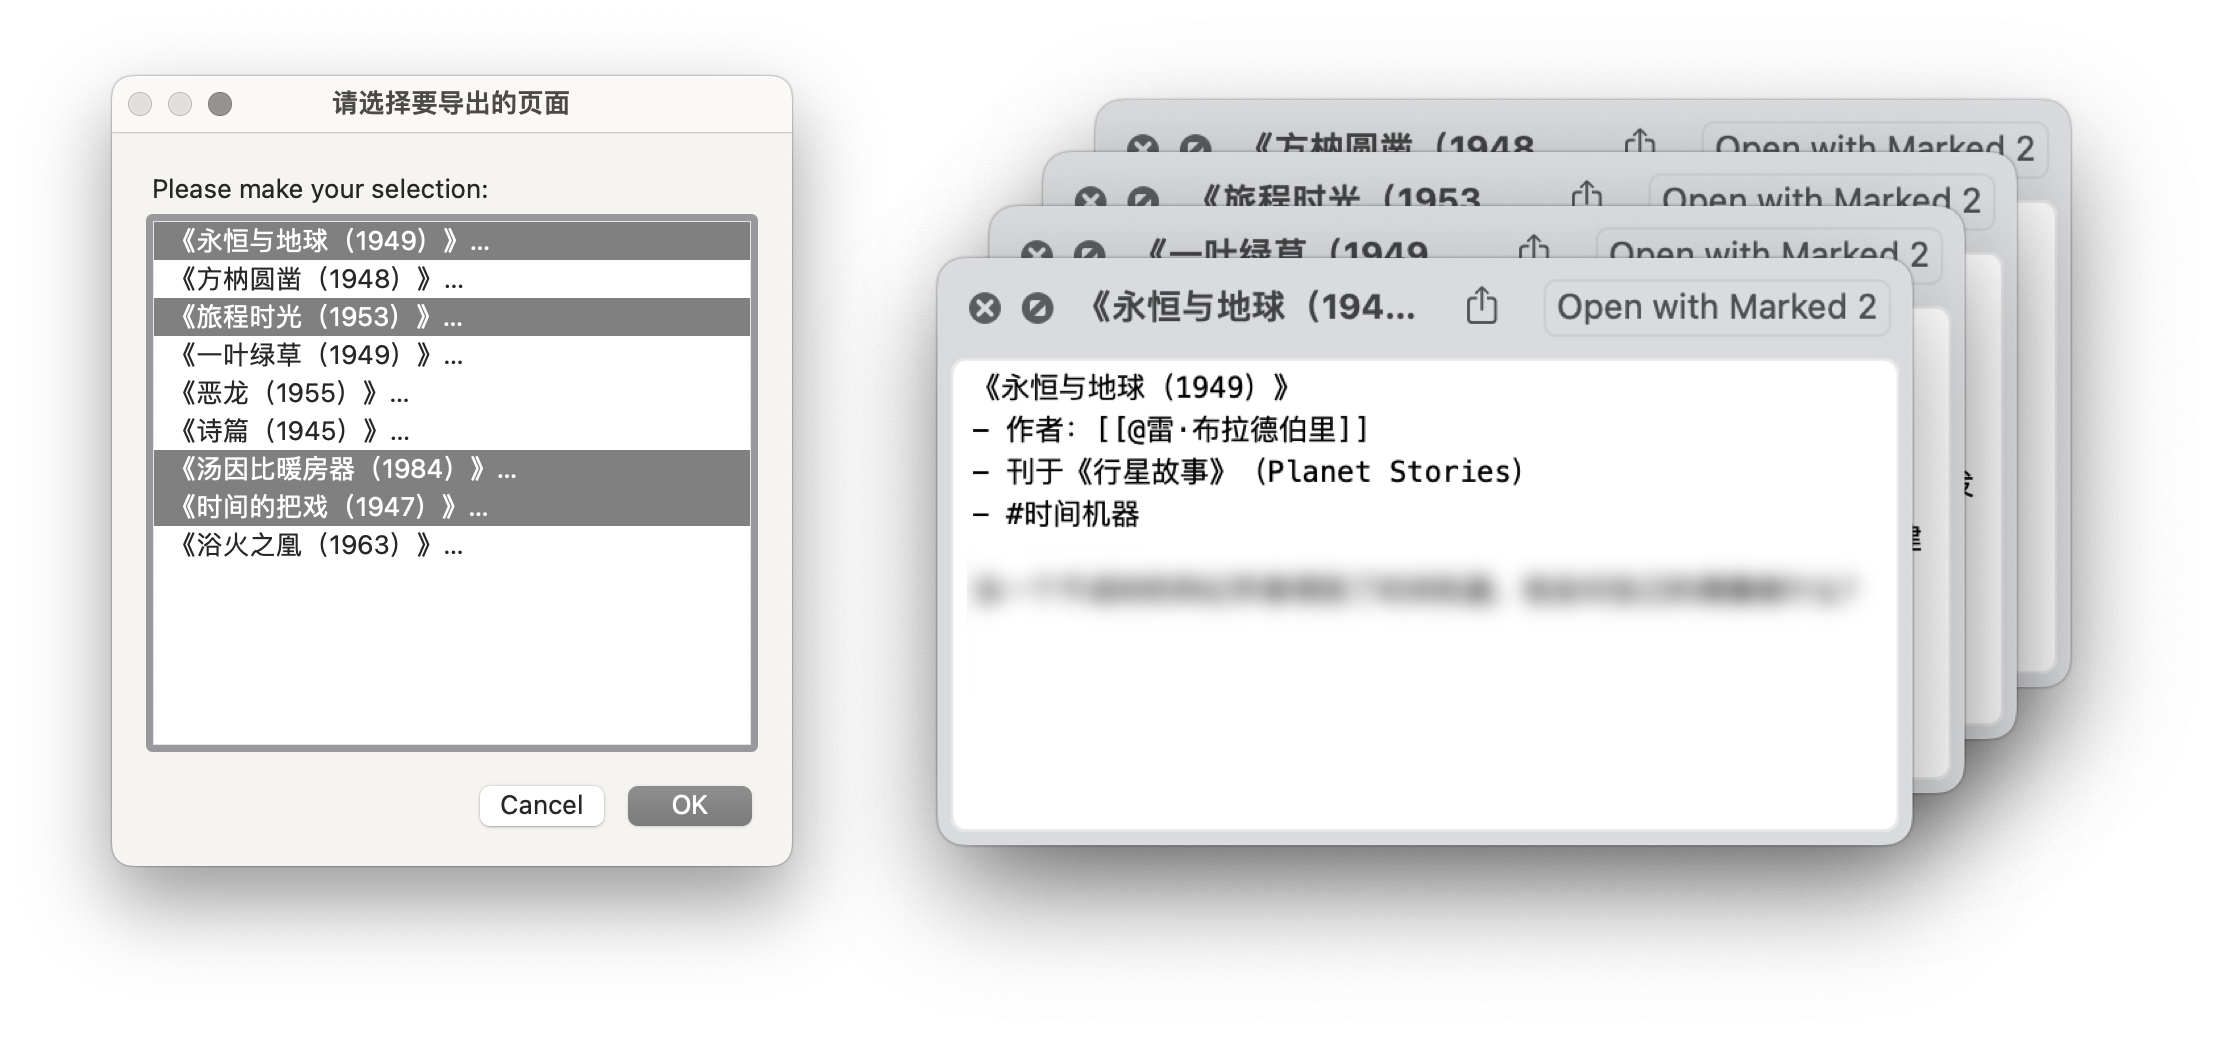 请选择要导出的页面
Please make your selection:
《永恒与地球（1949）》...
《方枘圆凿（1948）》...
《旅程时光（1953）》...
《一叶绿草（1949）》...
《恶龙（1955）》...
《诗篇（1945）》...
《汤因比暖房器（1984）》...
《时间的把戏（1947）》...
《浴火之凰（1963）》...
Cancel
OK
《方枘圆凿（1948
Open with Marked 2
《旅程时光（1953
Open with Marked 2
《一叶绿草（1949
Open with Marked 2
《永恒与地球（194...
Open with Marked 2
《永恒与地球（1949）》
– 作者：[[@雷·布拉德伯里]]
– 刊于《行星故事》（Planet Stories）
– #时间机器